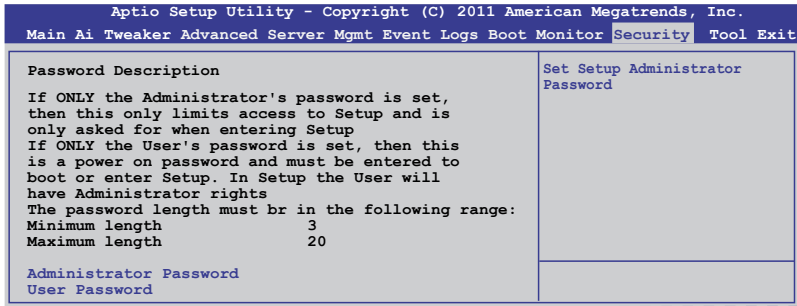 Aptio Setup Utility - Copyright (C) 2011 American Megatrends, Inc.
Main Ai Tweaker Advanced Server Mgmt Event Logs Boot Monitor Security Tool Exit
Password Description
If ONLY the Administrator's password is set,
then this only limits access to Setup and is
only asked for when entering Setup
If ONLY the User's password is set, then this
is a power on password and must be entered to
boot or enter Setup. In Setup the User will
have Administrator rights
The password length must br in the following range:
Minimum length 3
Maximum length 20
Administrator Password
User Password
Set Setup Administrator
Password